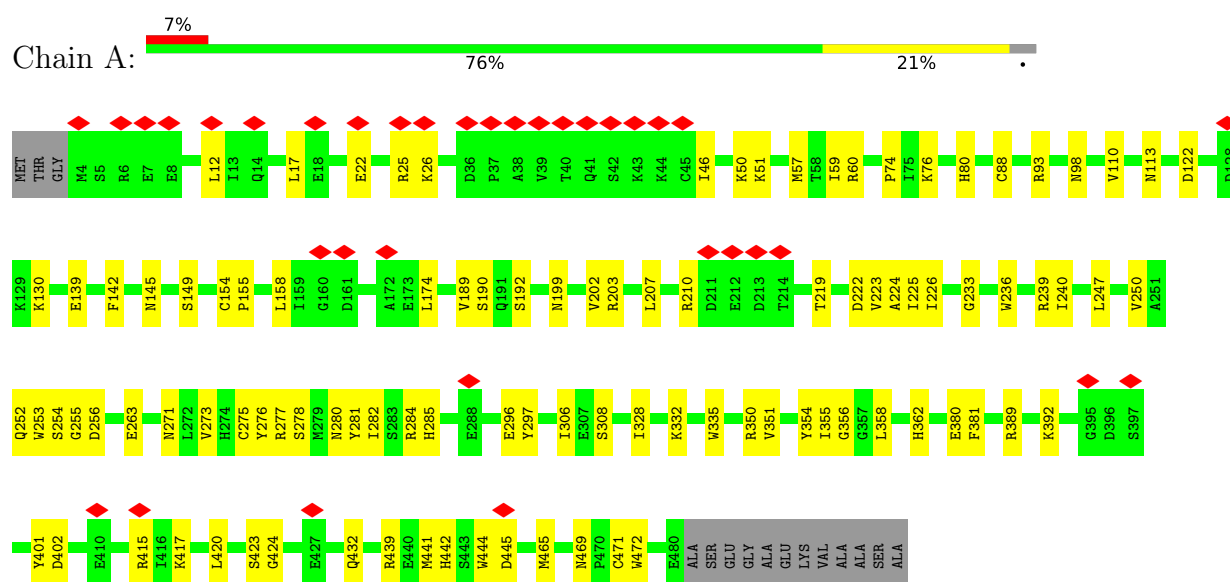 7%
Chain A:
76% 21% •
MET THR GLY M4 S5 R6 E7 E8 L12 I13 Q14 L17 E18 E22 R25 K26 D36 P37 A38 V39 T40 Q41 S42 K43 K44 C45 I46 K50 K51 M57 T58 I59 R60 P74 I75 K76 H80 C88 R93 N98 V110 N113 D122 D128
K129 K130 E139 F142 N145 S149 C154 P155 L158 I159 G160 D161 A172 E173 L174 V189 S190 Q191 S192 N199 V202 R203 L207 R210 D211 E212 D213 T214 T219 D222 V223 A224 I225 I226 G233 W236 R239 I240 L247 V250 A251
Q252 W253 S254 G255 D256 E263 N271 L272 V273 H274 C275 Y276 R277 S278 M279 N280 Y281 I282 S283 R284 H285 E288 E296 Y297 I306 E307 S308 I328 K332 W335 R350 V351 Y354 I355 G356 G357 L358 H362 E380 F381 R389 K392 G395 D396 S397
Y401 D402 E410 R415 I416 K417 L420 S423 G424 E427 Q432 R439 E440 M441 H442 S443 W444 D445 M465 N469 P470 C471 W472 E480 ALA SER GLU GLY ALA GLU LYS VAL ALA ALA SER ALA